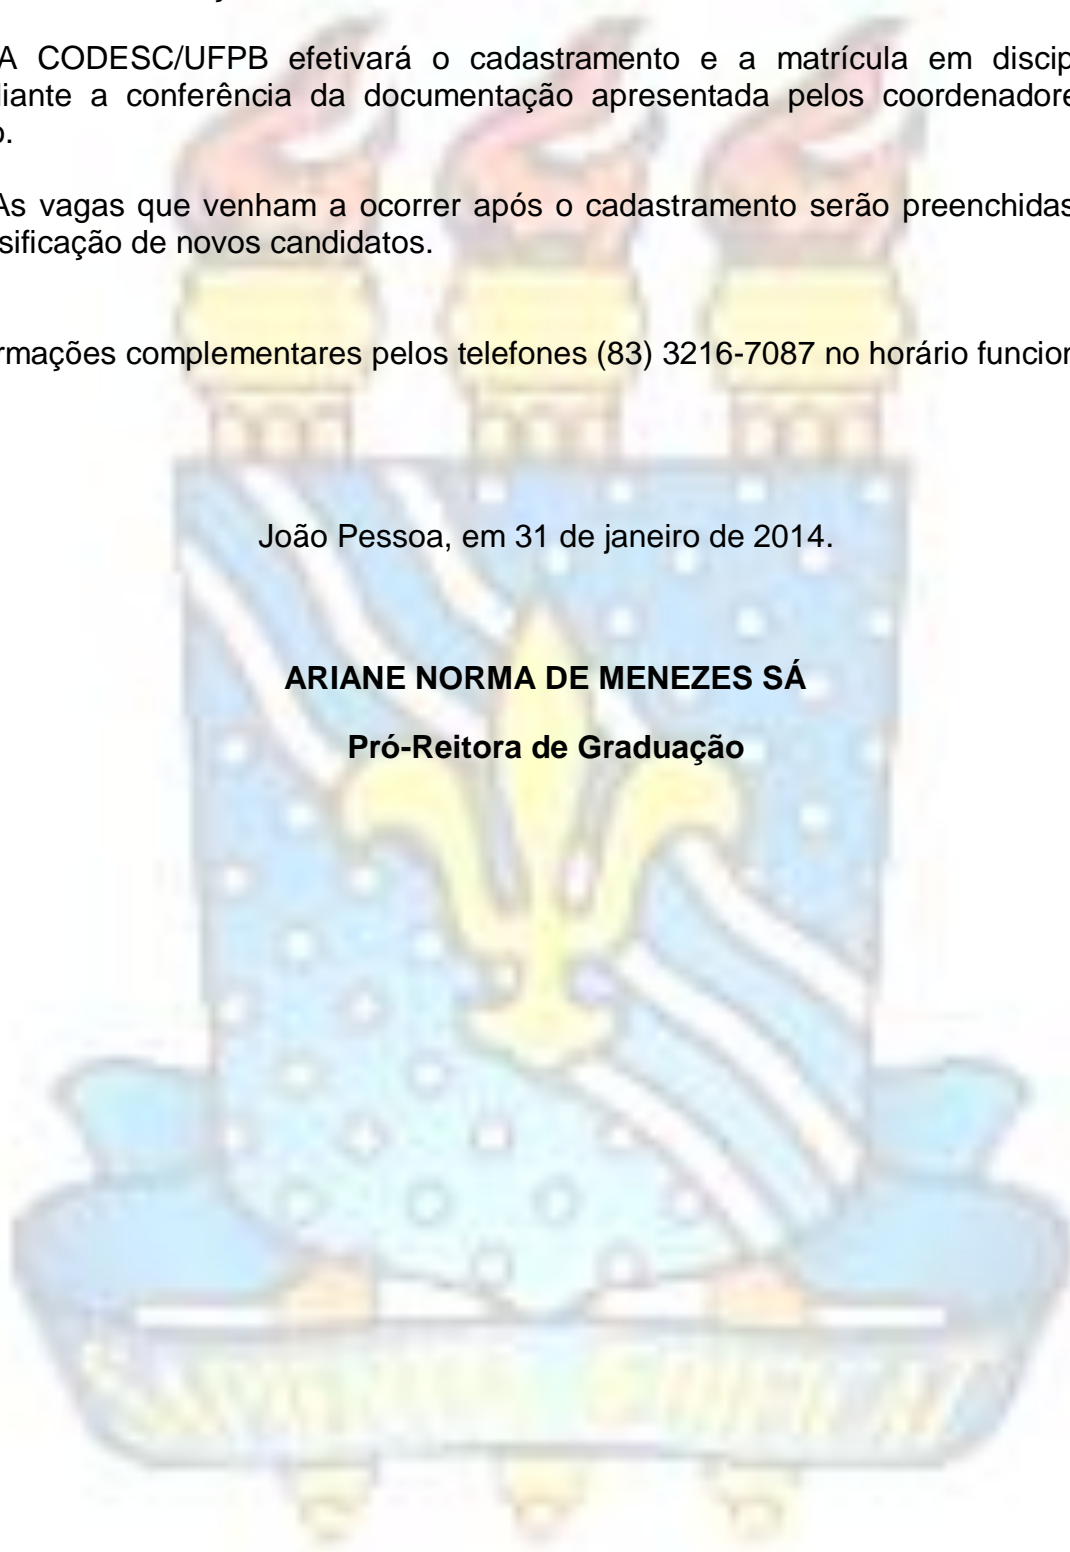 A CODESC/UFPB efetivará o cadastramento e a matrícula em discip
diante a conferência da documentação apresentada pelos coordenadore
o.
As vagas que venham a ocorrer após o cadastramento serão preenchidas
sificação de novos candidatos.
rmações complementares pelos telefones (83) 3216-7087 no horário funcion
João Pessoa, em 31 de janeiro de 2014.
ARIANE NORMA DE MENEZES SÁ
Pró-Reitora de Graduação